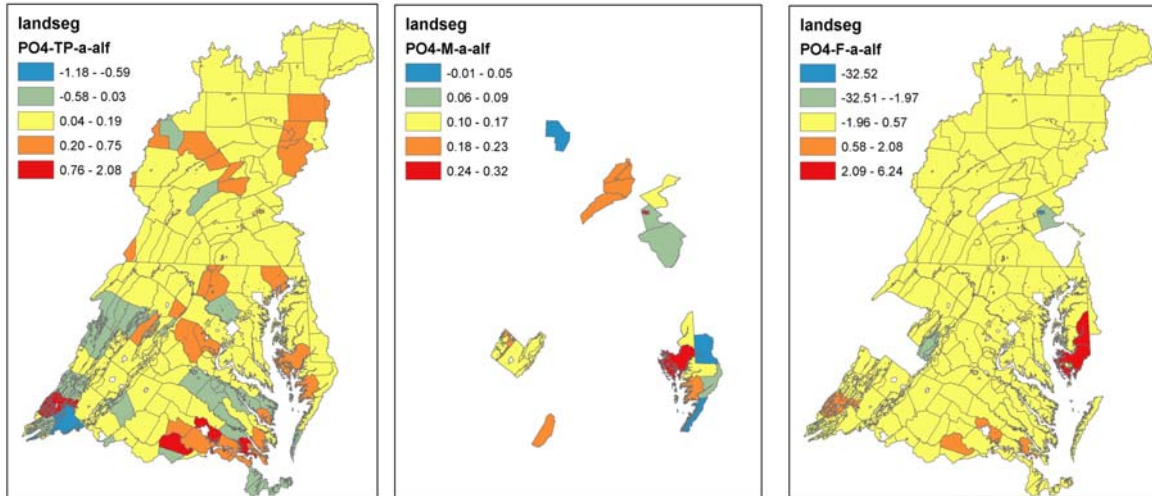 landseg
PO4-TP-a-alf
-1.18 - -0.59
-0.58 - 0.03
0.04 - 0.19
0.20 - 0.75
0.76 - 2.08
landseg
PO4-M-a-alf
-0.01 - 0.05
0.06 - 0.09
0.10 - 0.17
0.18 - 0.23
0.24 - 0.32
landseg
PO4-F-a-alf
-32.52
-32.51 - -1.97
-1.96 - 0.57
0.58 - 2.08
2.09 - 6.24